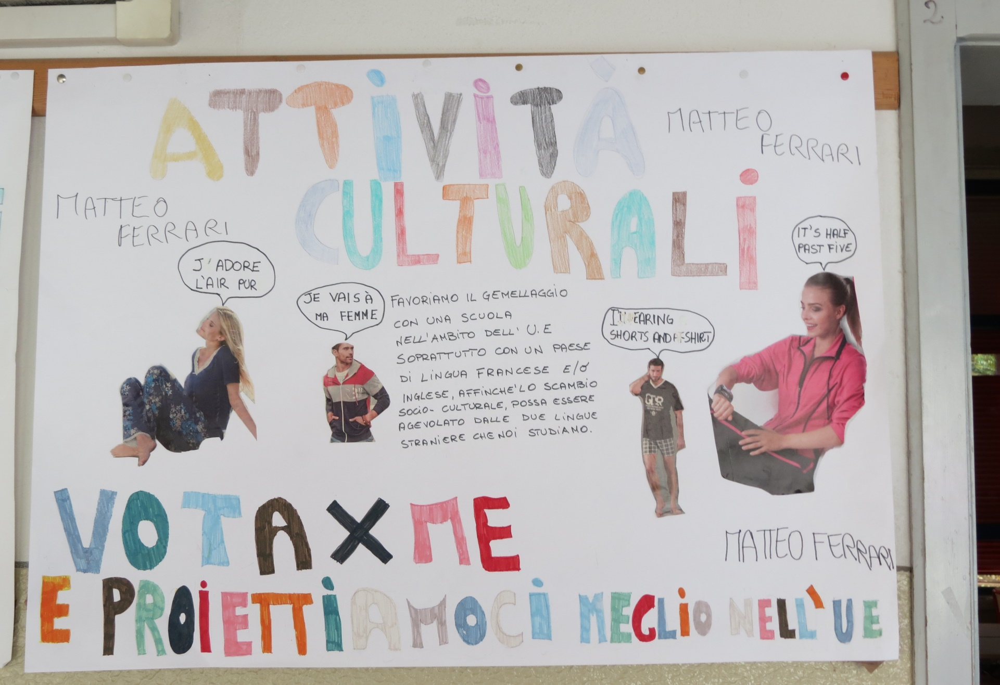 2
ATTIVITÀ
CULTURALI
MATTEO
FERRARI
MATTEO
FERRARI
J'ADORE
L'AIR PUR
JE VAIS À
MA FEMME
FAVORIAMO IL GEMELLAGGIO
CON UNA SCUOLA
NELL'AMBITO DELL' U.E
SOPRATTUTTO CON UN PAESE
DI LINGUA FRANCESE E/O
INGLESE, AFFINCHE' LO SCAMBIO
SOCIO- CULTURALE, POSSA ESSERE
AGEVOLATO DALLE DUE LINGUE
STRANIERE CHE NOI STUDIAMO.
EARING
SHORTS AND SHIRT
IT'S HALF
PAST FIVE
VOTA X ME
MATTEO FERRARI
E PROIETTIAMOCI MEGLIO NELL'UE